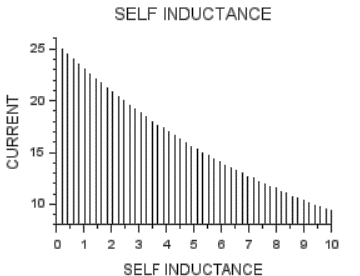 SELF INDUCTANCE
25
20
15
10
CURRENT
0 1 2 3 4 5 6 7 8 9 10
SELF INDUCTANCE